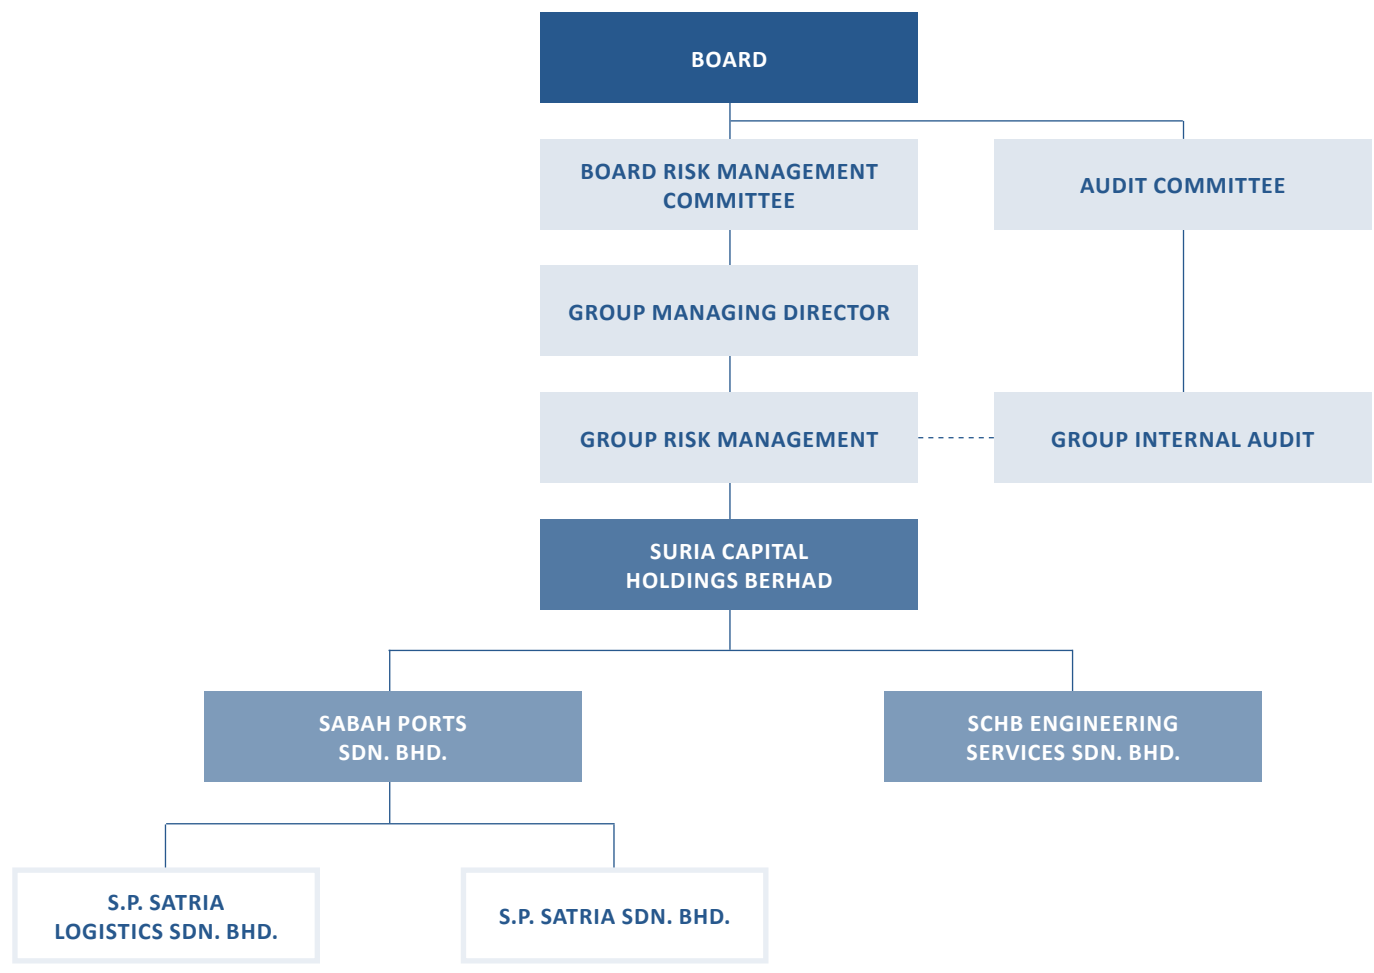 BOARD
BOARD RISK MANAGEMENT
COMMITTEE
AUDIT COMMITTEE
GROUP MANAGING DIRECTOR
GROUP RISK MANAGEMENT
GROUP INTERNAL AUDIT
SURIA CAPITAL
HOLDINGS BERHAD
SABAH PORTS
SDN. BHD.
SCHB ENGINEERING
SERVICES SDN. BHD.
S.P. SATRIA
LOGISTICS SDN. BHD.
S.P. SATRIA SDN. BHD.